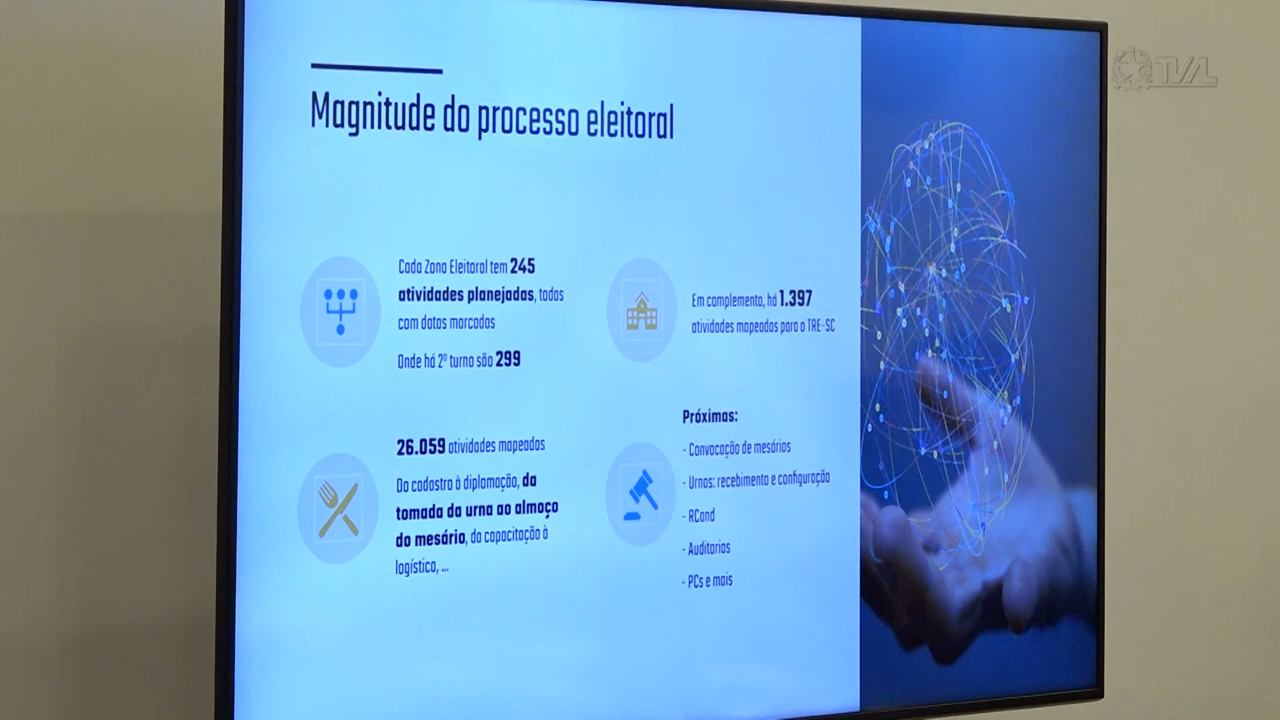 Magnitude do processo eleitoral
Cada Zona Eleitoral tem 245
atividades planejadas, todas
com datas marcadas
Onde há 2º turno são 299
Em complemento, há 1.397
atividades mapeadas para o TRE-SC
26.059 atividades mapeadas
Do cadastro à diplomação, da
tomada da urna ao almoço
do mesário, da capacitação à
logística, ...
Próximas:
- Convocação de mesários
- Urnas: recebimento e configuração
- RCand
- Auditorias
- PCs e mais
TVAL